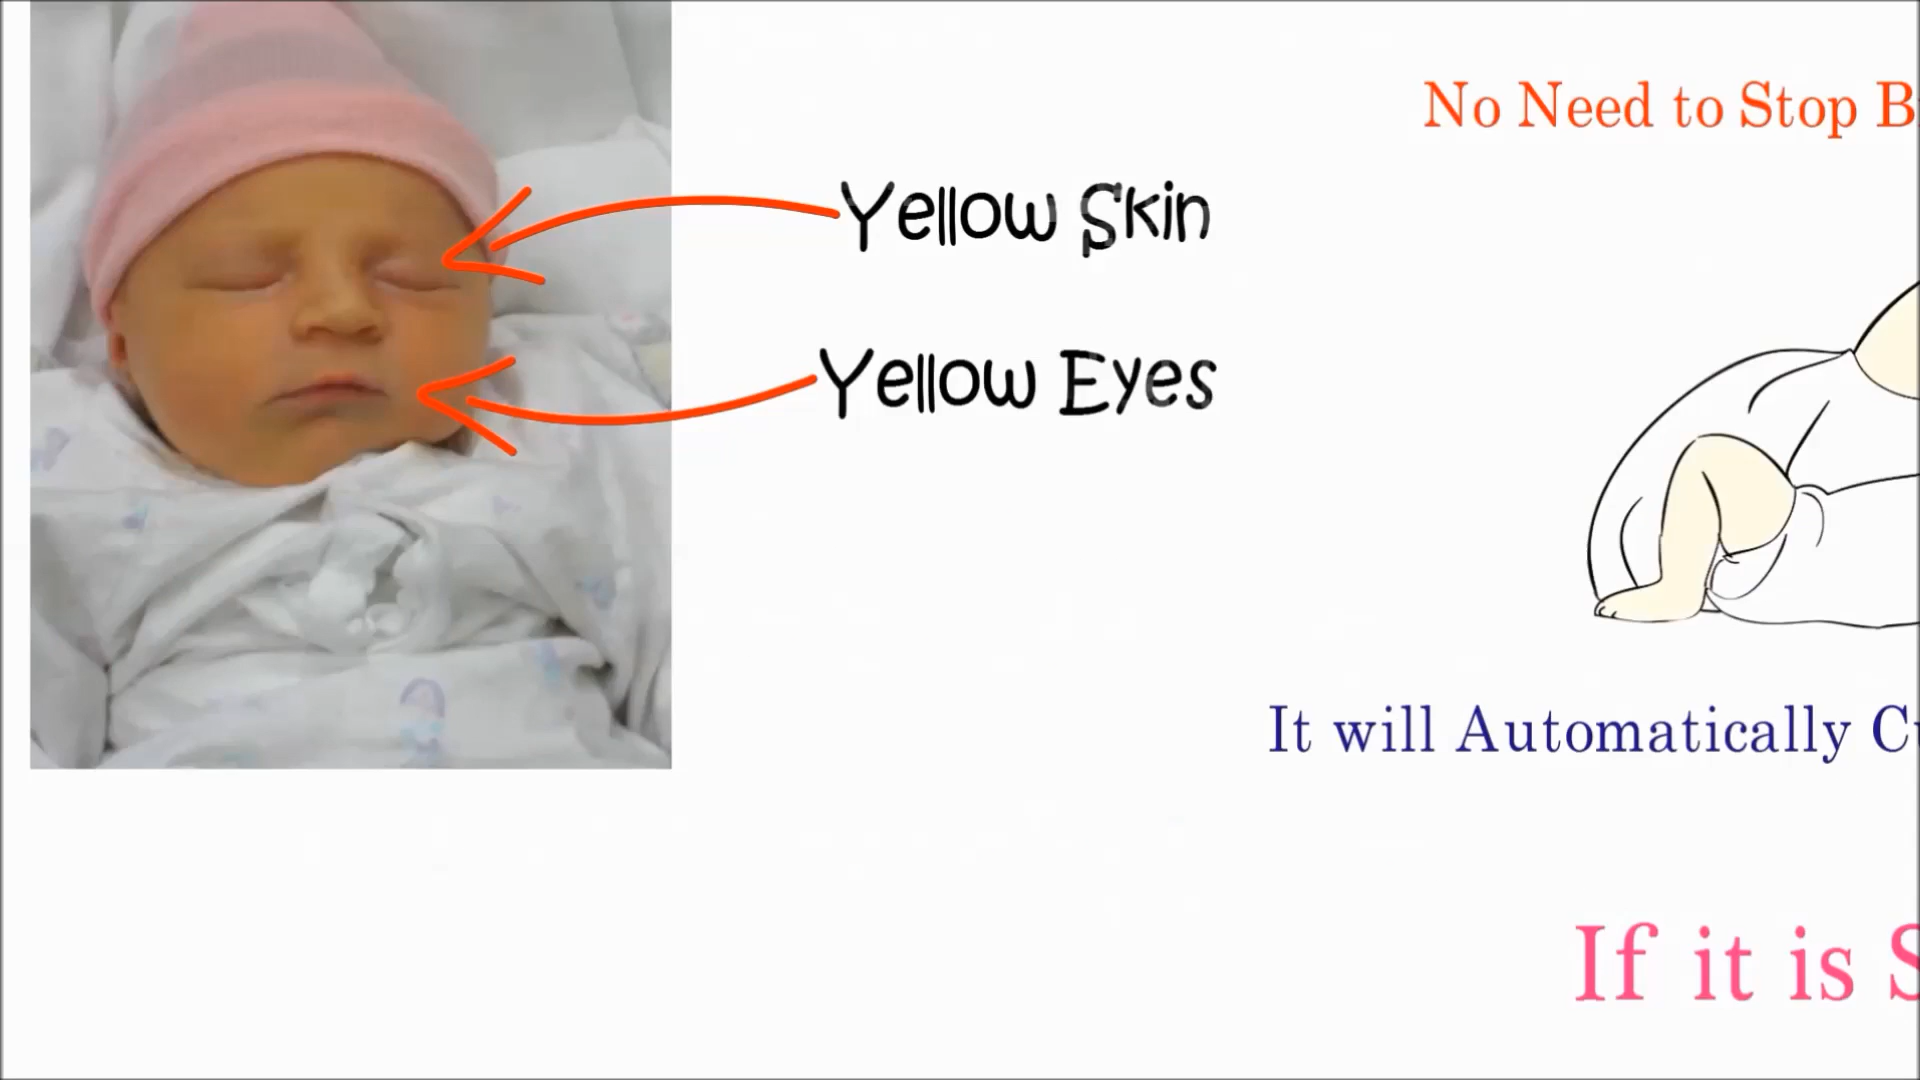 No Need to Stop B
Yellow Skin
Yellow Eyes
It will Automatically C
If it is S